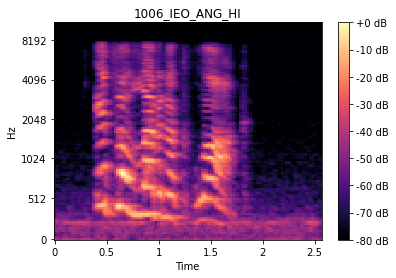 1006_IEO_ANG_HI
+0 dB
8192
-10 dB
4096
-20 dB
-30 dB
2048
Hz
-40 dB
1024
-50 dB
512
-60 dB
-70 dB
0
-80 dB
0 0.5 1 1.5 2 2.5
Time